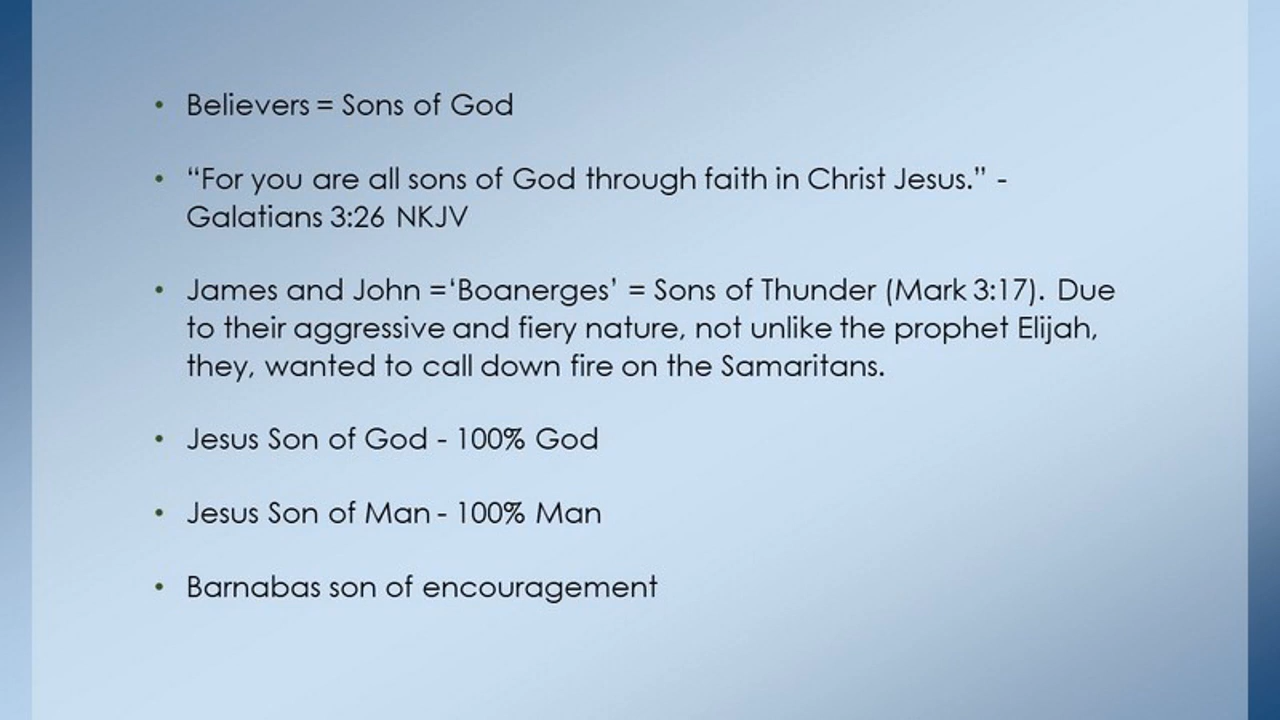 • Believers = Sons of God
• “For you are all sons of God through faith in Christ Jesus.” -
Galatians 3:26 NKJV
• James and John =‘Boanerges’ = Sons of Thunder (Mark 3:17). Due
to their aggressive and fiery nature, not unlike the prophet Elijah,
they, wanted to call down fire on the Samaritans.
• Jesus Son of God - 100% God
• Jesus Son of Man - 100% Man
• Barnabas son of encouragement